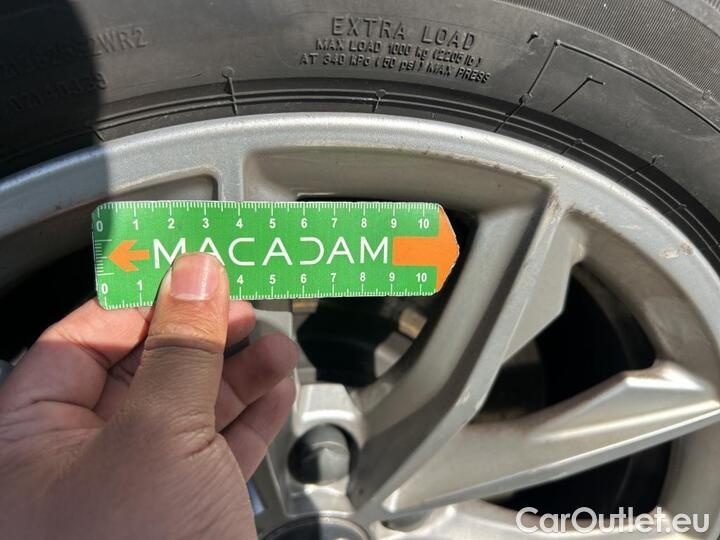 EXTRA LOAD
MAX LOAD 1000 kg (2205 lb)
AT 340 KPa (50 psi) MAX PRESS
0 1 2 3 4 5 6 7 8 9 10
MACADAM
0 1 4 5 6 7 8 9 10
CarOutlet.eu